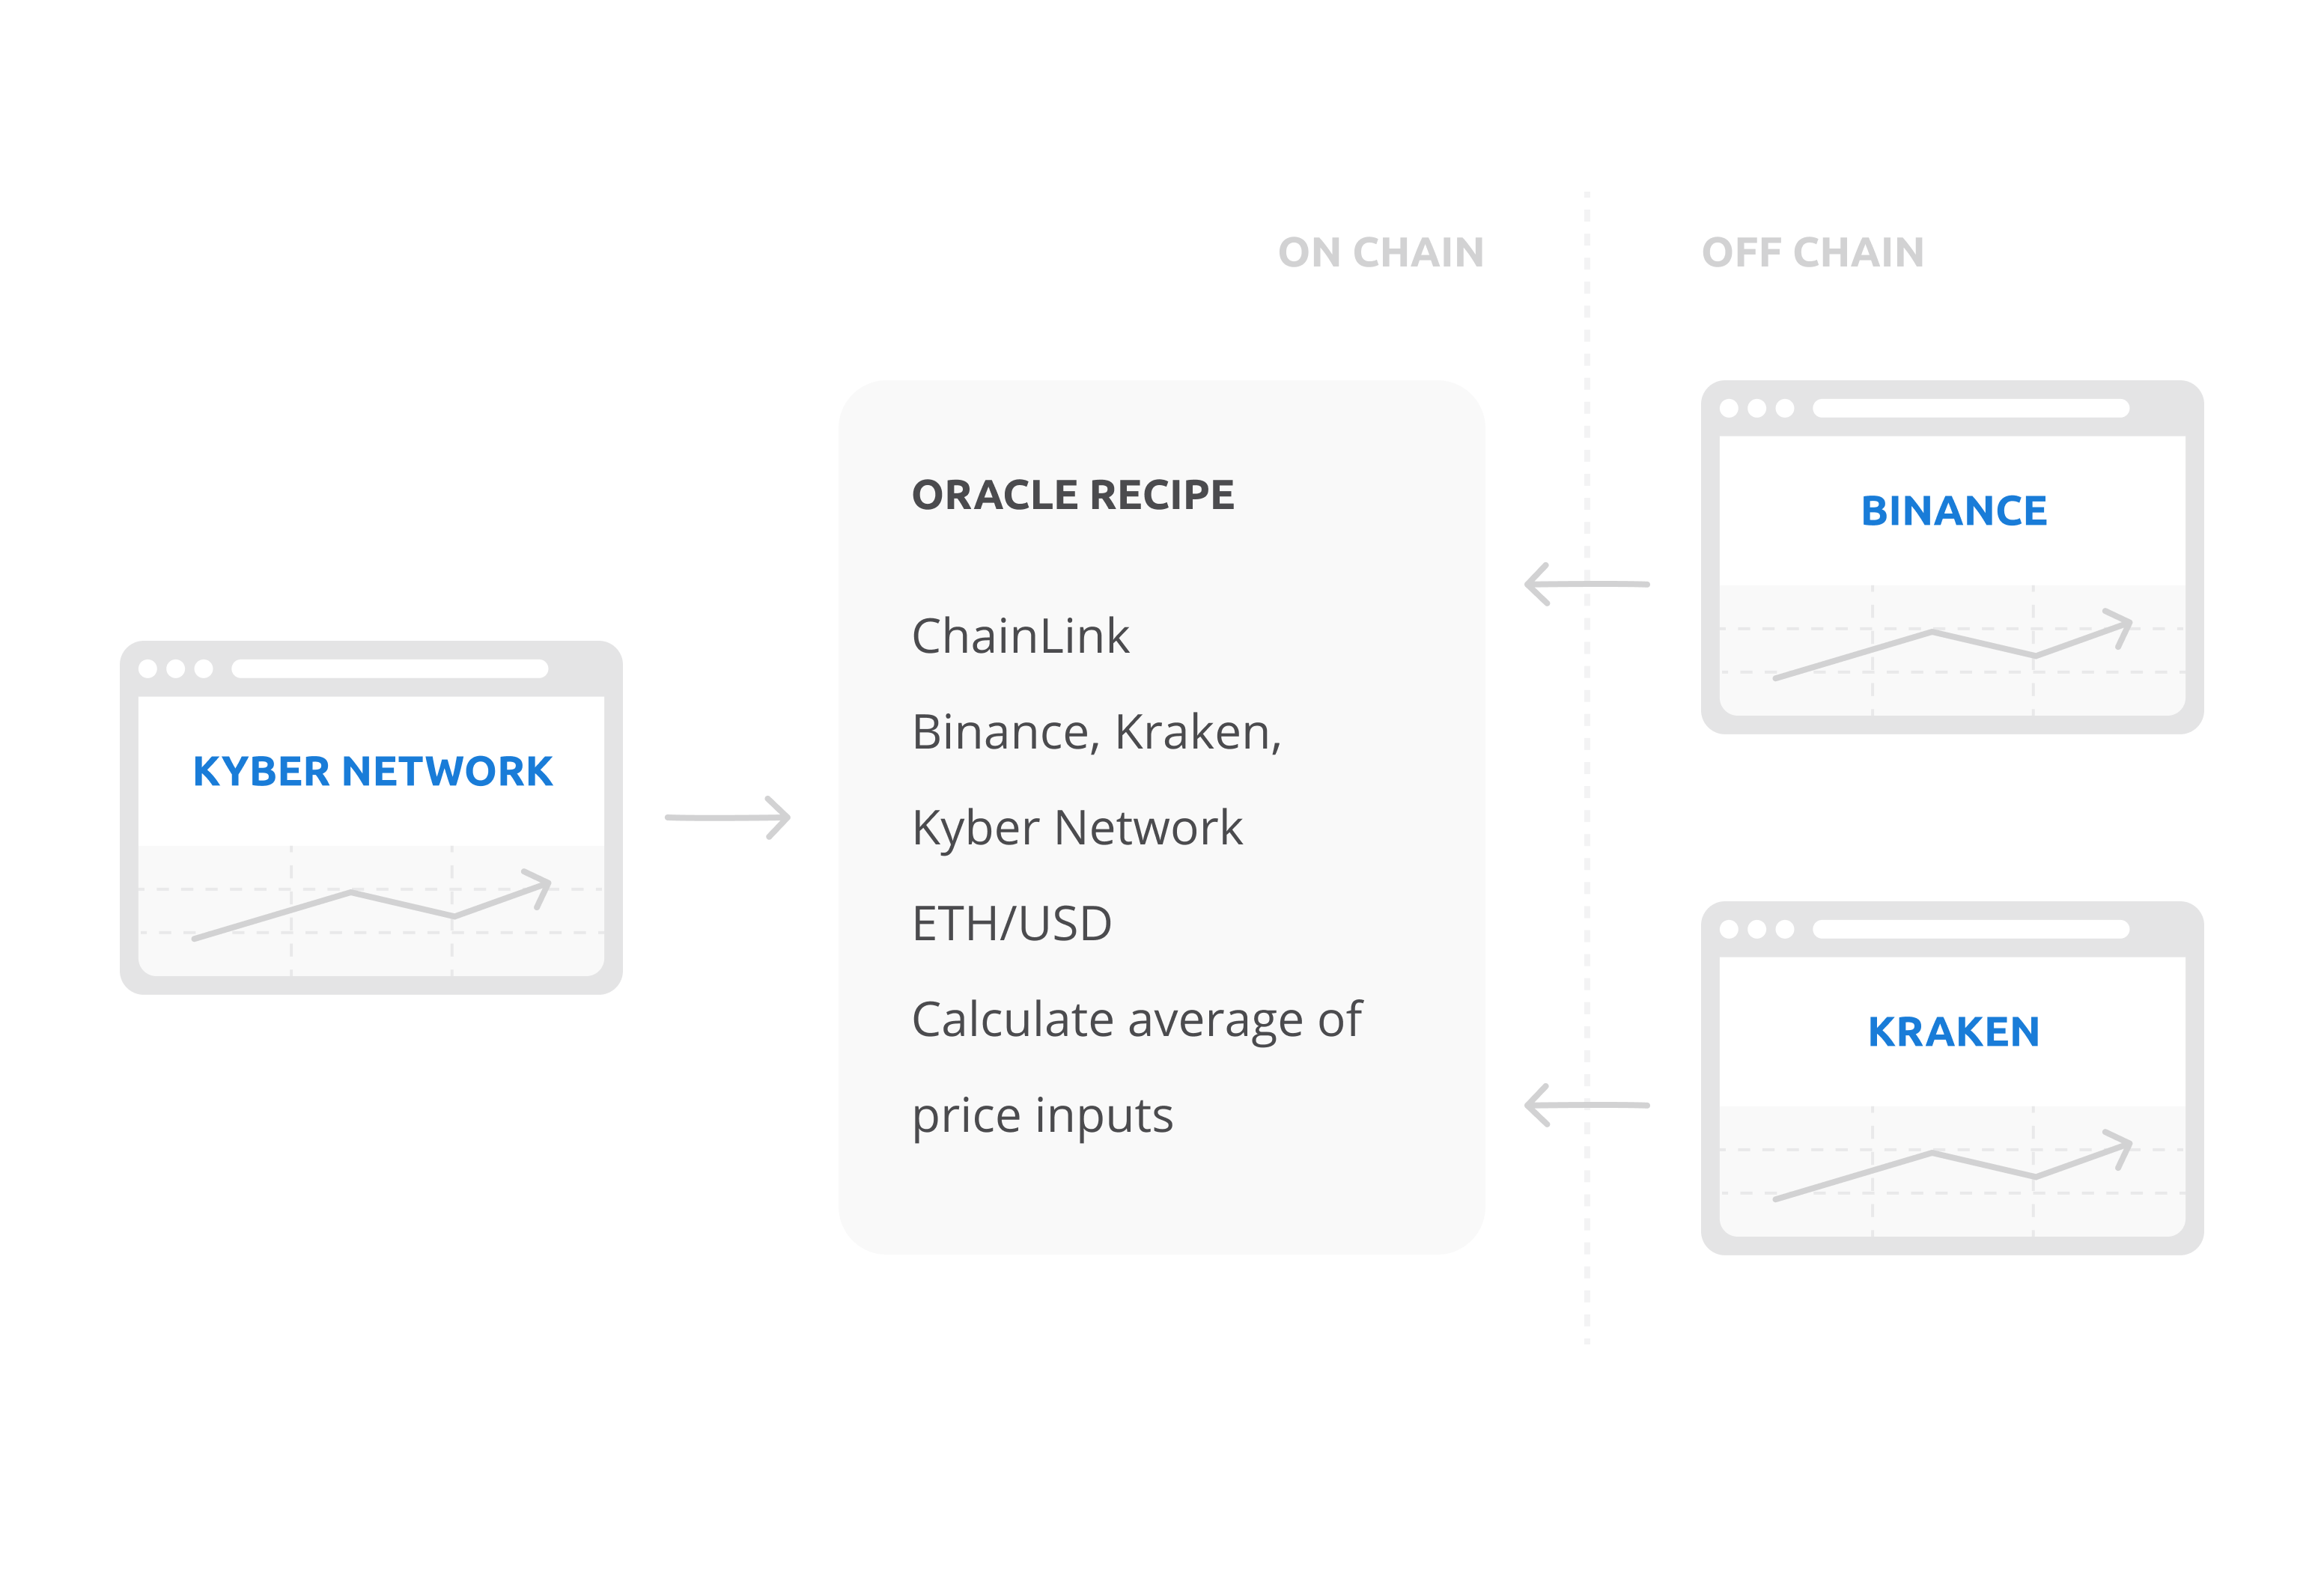 ON CHAIN
OFF CHAIN
KYBER NETWORK
ORACLE RECIPE
ChainLink
Binance, Kraken,
Kyber Network
ETH/USD
Calculate average of
price inputs
BINANCE
KRAKEN